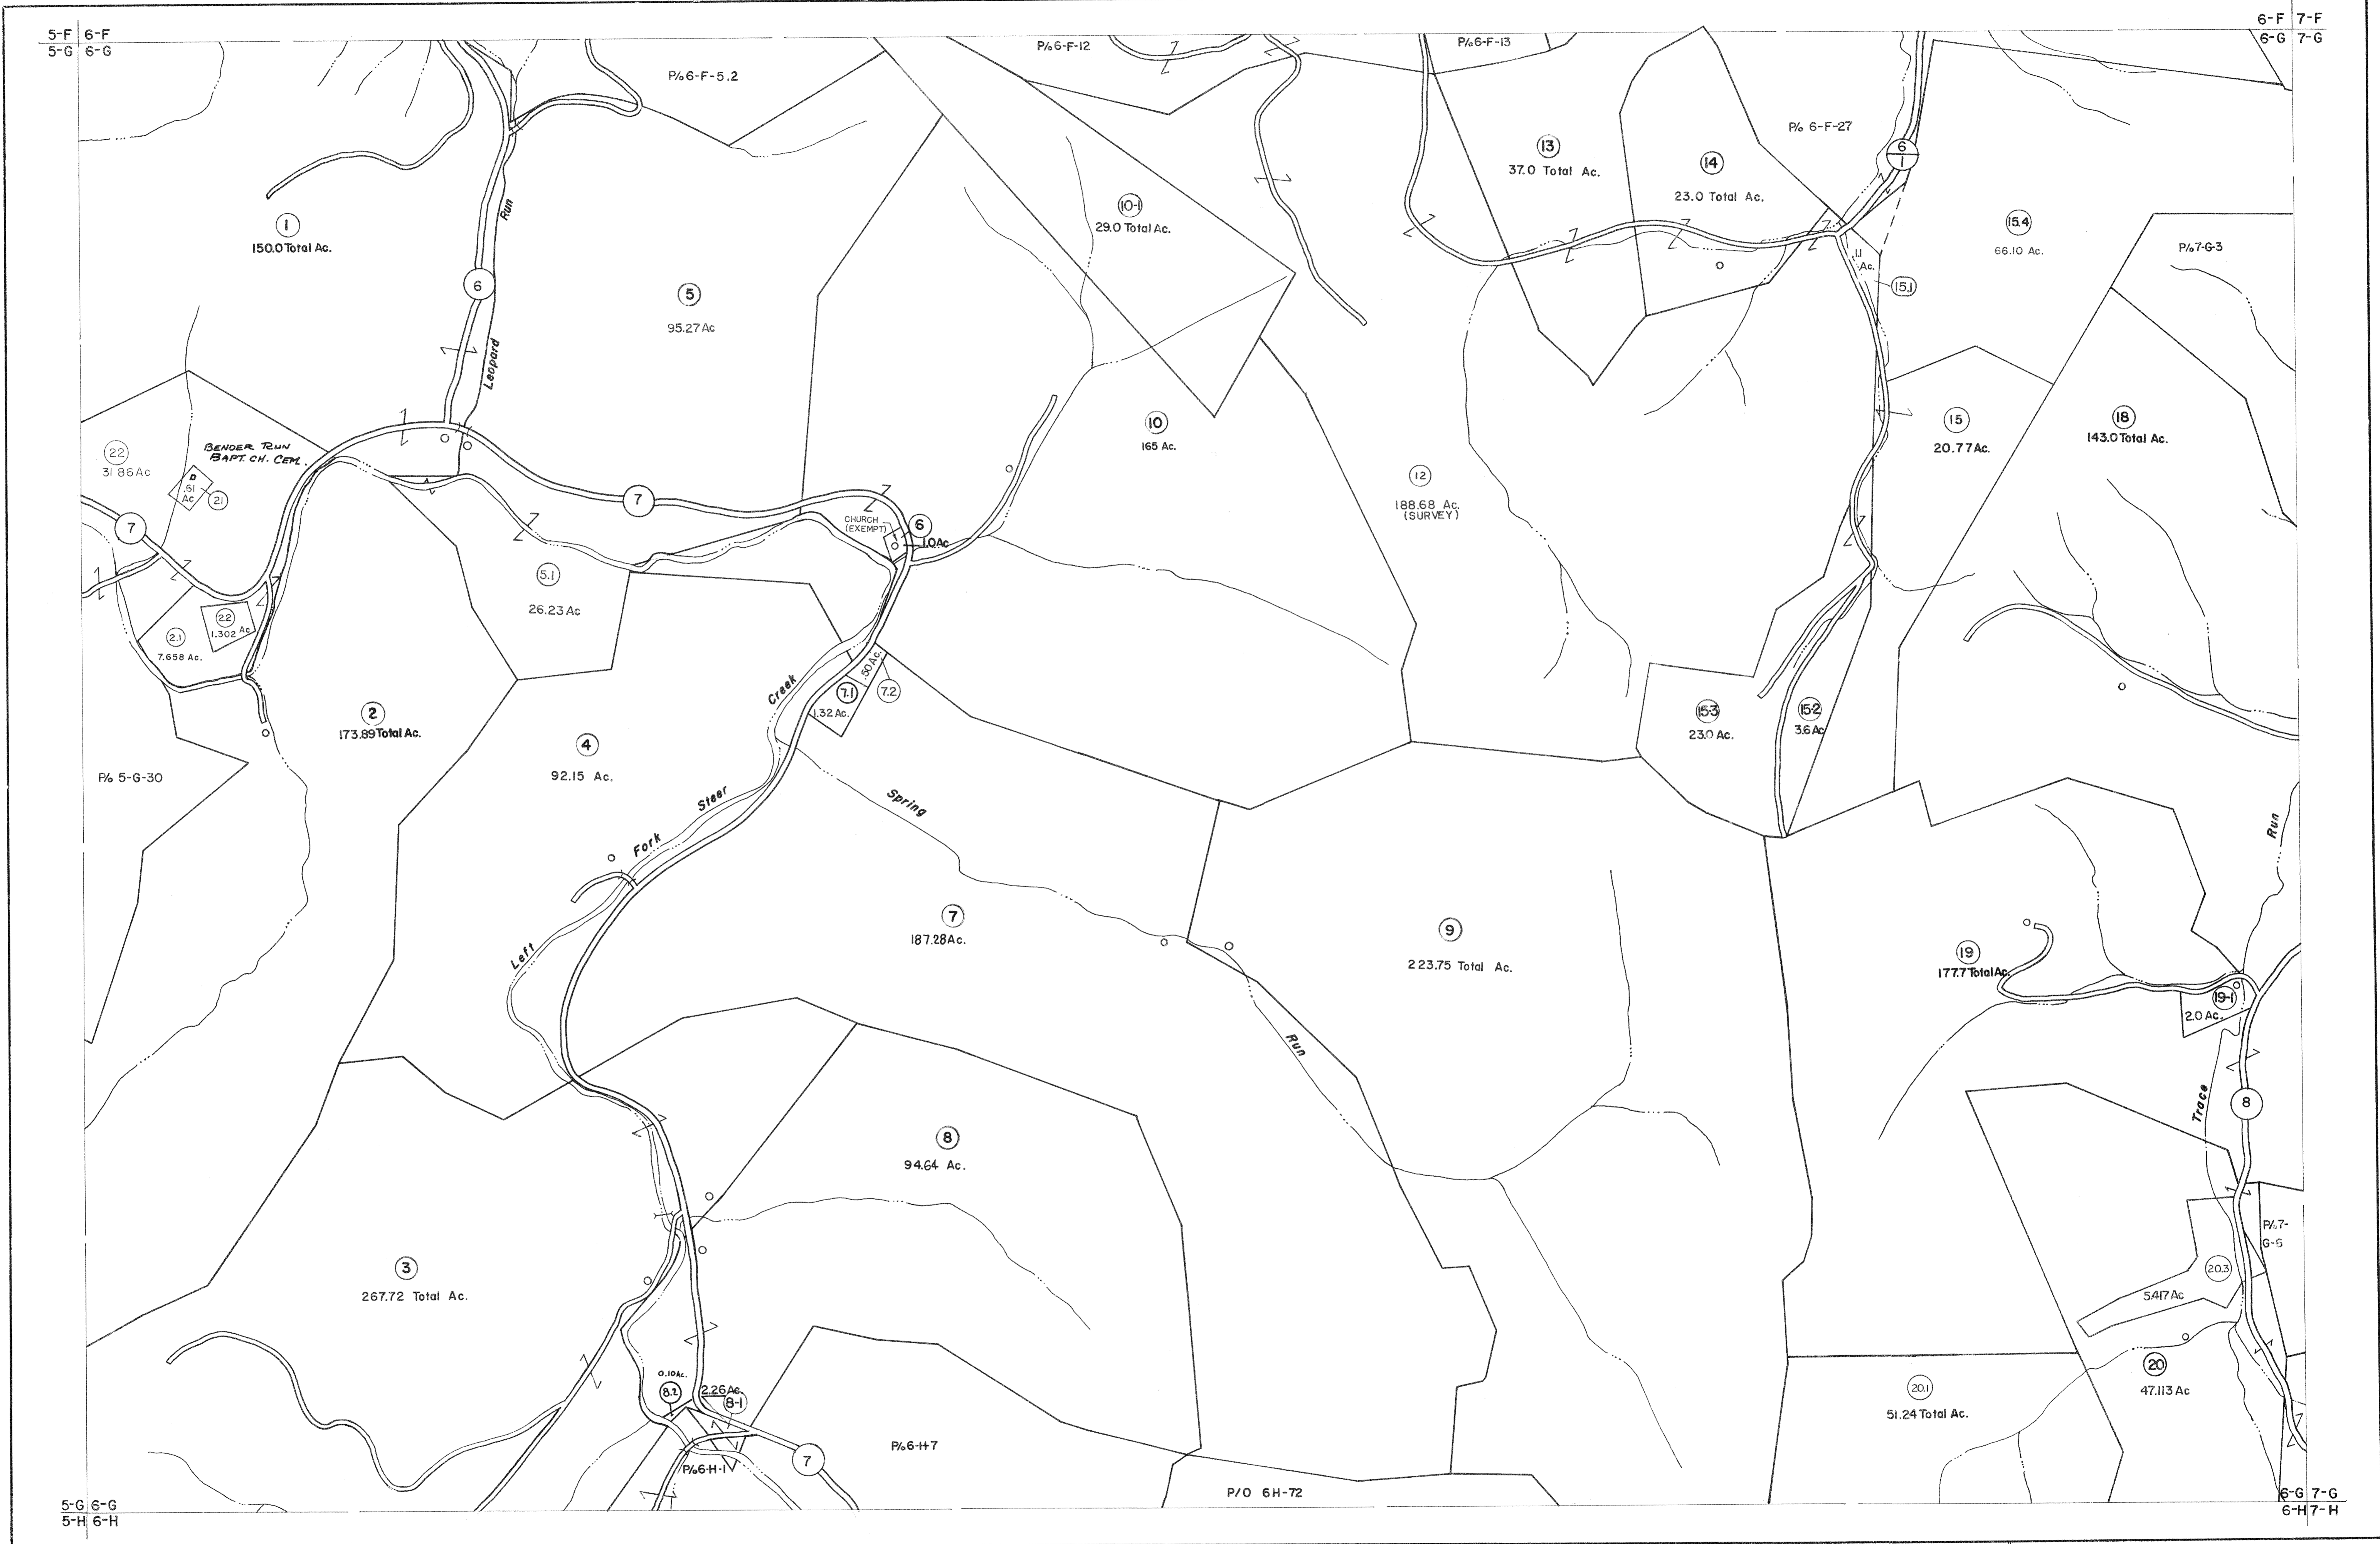 5-F 6-F
5-G 6-G
6-F 7-F
6-G 7-G
P/o 6-F-5.2
P/o 6-F-12
P/o 6-F-13
P/o 6-F-27
6
1
1
150.0 Total Ac.
Run
6
Leopard
5
95.27 Ac
10-1
29.0 Total Ac.
13
37.0 Total Ac.
14
23.0 Total Ac.
15.4
66.10 Ac.
P/o 7-G-3
1.1
Ac.
15.1
22
31.86 Ac
BENDER RUN
BAPT. CH. CEM.
.61
Ac
21
7
7
CHURCH
(EXEMPT)
6
1.0 Ac
10
165 Ac.
12
188.68 Ac.
(SURVEY)
15
20.77 Ac.
18
143.0 Total Ac.
5.1
26.23 Ac
2.2
1.302 Ac
2.1
7.658 Ac.
2
173.89 Total Ac.
.50 Ac.
7.1
7.2
1.32 Ac.
15-3
23.0 Ac.
15-2
3.6 Ac
P/o 5-G-30
4
92.15 Ac.
Left Fork Steer Creek
Spring
Run
7
187.28 Ac.
9
223.75 Total Ac.
19
177.7 Total Ac.
19-1
2.0 Ac.
Run
Trace
8
8
94.64 Ac.
3
267.72 Total Ac.
P/o 7-
G-6
20.3
5.417 Ac
20
47.113 Ac
20.1
51.24 Total Ac.
0.10 Ac.
8.2
2.26 Ac.
8-1
7
P/o 6-H-1
P/o 6-H-7
P/O 6H-72
5-G 6-G
5-H 6-H
6-G 7-G
6-H 7-H